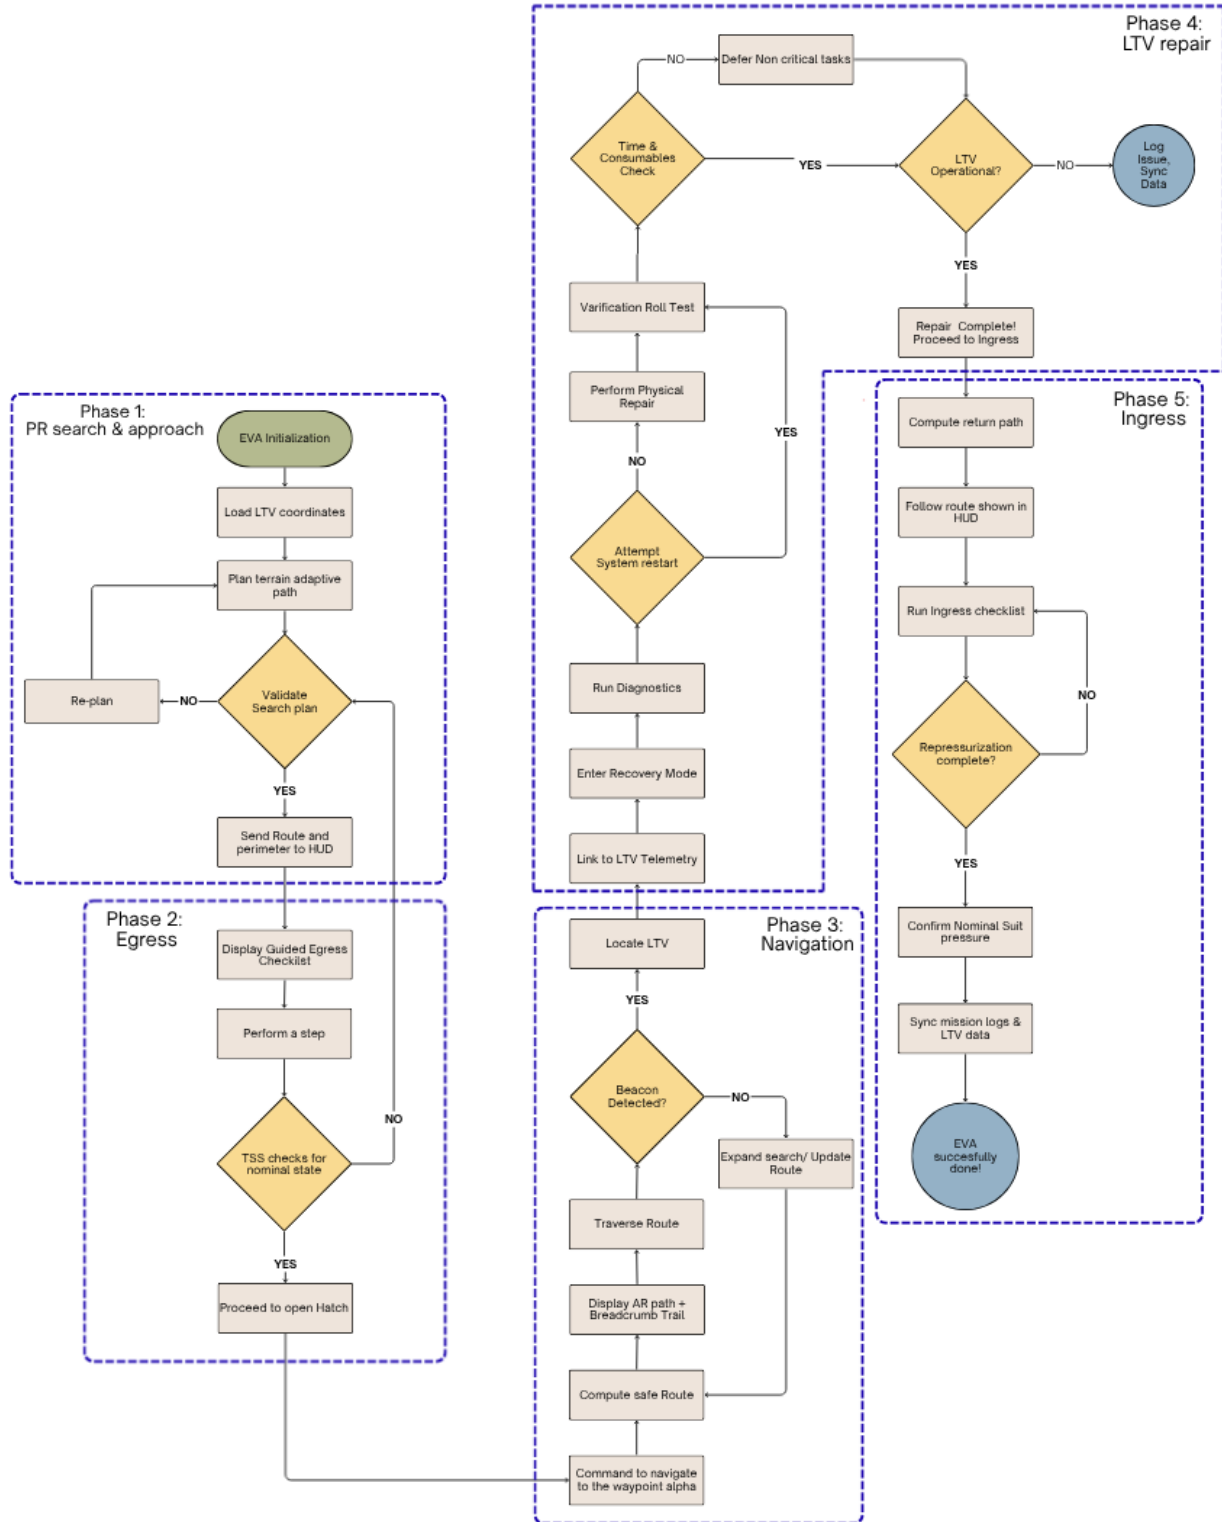 Phase 1:
PR search & approach
EVA Initialization
Load LTV coordinates
Plan terrain adaptive
path
Validate
Search plan
NO
Re-plan
YES
Send Route and
perimeter to HUD
Phase 2:
Egress
Display Guided Egress
Checkilst
Perform a step
TSS checks for
nominal state
NO
YES
Proceed to open Hatch
Phase 3:
Navigation
Command to navigate
to the waypoint alpha
Compute safe Route
Display AR path +
Breadcrumb Trail
Traverse Route
Beacon
Detected?
NO
Expand search/ Update
Route
YES
Locate LTV
Phase 4:
LTV repair
Link to LTV Telemetry
Enter Recovery Mode
Run Diagnostics
Attempt
System restart
YES
NO
Perform Physical
Repair
Varification Roll Test
Time &
Consumables
Check
NO
Defer Non critical tasks
YES
LTV
Operational?
NO
Log
Issue,
Sync
Data
YES
Repair Complete!
Proceed to Ingress
Phase 5:
Ingress
Compute return path
Follow route shown in
HUD
Run Ingress checklist
Repressurization
complete?
NO
YES
Confirm Nominal Suit
pressure
Sync mission logs &
LTV data
EVA
succesfully
done!